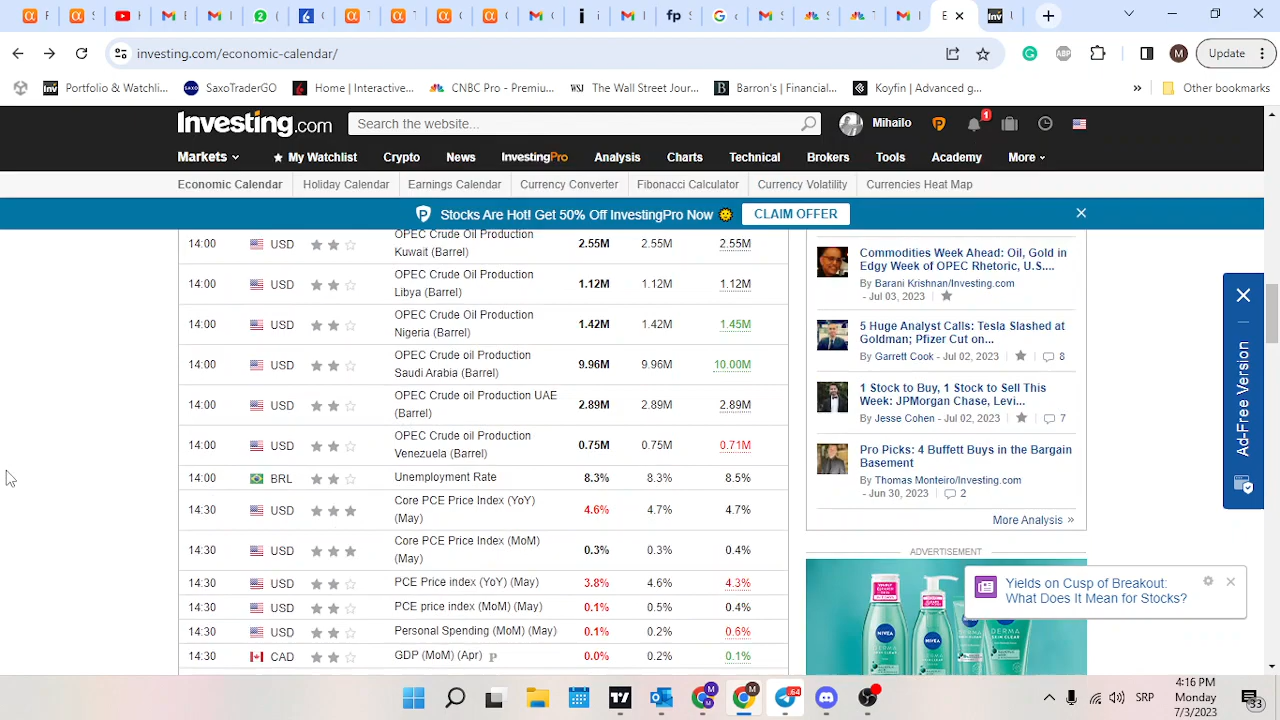 investing.com/economic-calendar/
M
Update
Portfolio & Watchli...
SaxoTraderGO
Home | Interactive...
CNBC Pro - Premiu...
The Wall Street Jour...
Barron's | Financial...
Koyfin | Advanced g...
»
Other bookmarks
Investing.com
Search the website...
Mihailo
1
Markets
My Watchlist
Crypto
News
InvestingPro
Analysis
Charts
Technical
Brokers
Tools
Academy
More
Economic Calendar
Holiday Calendar
Earnings Calendar
Currency Converter
Fibonacci Calculator
Currency Volatility
Currencies Heat Map
Stocks Are Hot! Get 50% Off InvestingPro Now
CLAIM OFFER
14:00 USD OPEC Crude Oil Production 2.55M 2.55M 2.55M
Kuwait (Barrel)
14:00 USD OPEC Crude Oil Production 1.12M 1.12M 1.12M
Libya (Barrel)
14:00 USD OPEC Crude Oil Production 1.42M 1.42M 1.45M
Nigeria (Barrel)
14:00 USD OPEC Crude oil Production 9.96M 9.96M 10.00M
Saudi Arabia (Barrel)
14:00 USD OPEC Crude oil Production UAE 2.89M 2.89M 2.89M
(Barrel)
14:00 USD OPEC Crude oil Production 0.75M 0.75M 0.71M
Venezuela (Barrel)
14:00 BRL Unemployment Rate 8.3% 8.3% 8.5%
14:30 USD Core PCE Price Index (YoY) 4.6% 4.7% 4.7%
(May)
14:30 USD Core PCE Price Index (MoM) 0.3% 0.3% 0.4%
(May)
14:30 USD PCE Price index (YoY) (May) 3.8% 4.6% 4.3%
14:30 USD PCE price index (MoM) (May) 0.1% 0.5% 0.4%
14:30 USD Personal Spending (MoM) (May) 0.1% 0.2% 0.6%
14:30 CAD GDP (MoM) (Apr) P 0.0% 0.2% 0.1%
Commodities Week Ahead: Oil, Gold in
Edgy Week of OPEC Rhetoric, U.S....
By Barani Krishnan/Investing.com
- Jul 03, 2023
5 Huge Analyst Calls: Tesla Slashed at
Goldman; Pfizer Cut on...
By Garrett Cook - Jul 02, 2023 8
1 Stock to Buy, 1 Stock to Sell This
Week: JPMorgan Chase, Levi...
By Jesse Cohen - Jul 02, 2023 7
Pro Picks: 4 Buffett Buys in the Bargain
Basement
By Thomas Monteiro/Investing.com
- Jun 30, 2023 2
More Analysis »
ADVERTISEMENT
NIVEA
NIVEA
NIVEA
DERMA
SKIN CLEAR
Ad-Free Version
Yields on Cusp of Breakout:
What Does It Mean for Stocks?
64
SRP
4:16 PM
Monday
7/3/2023
33